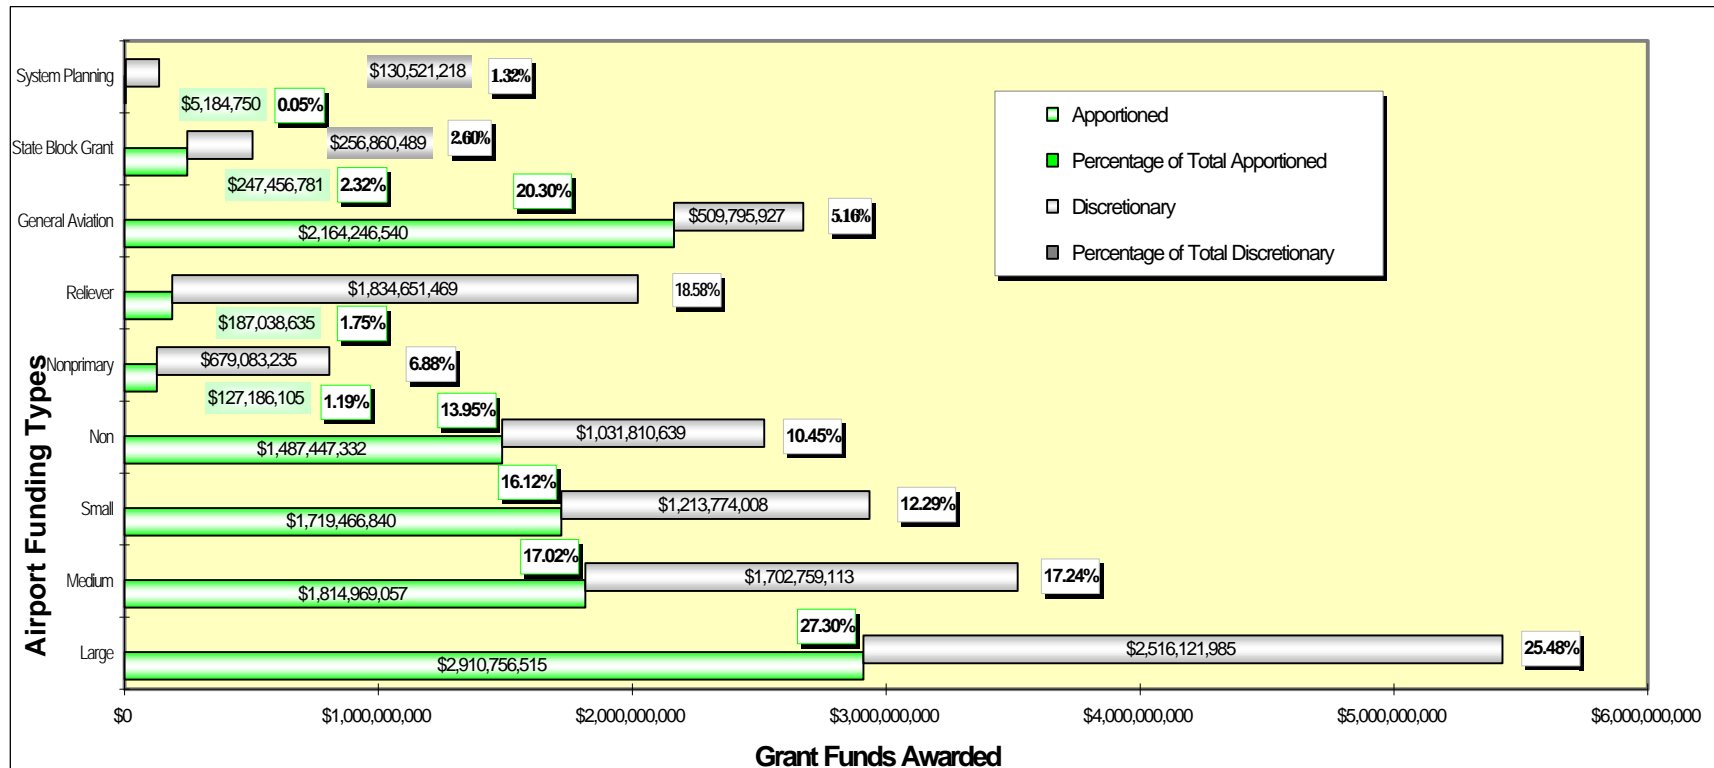 System Planning
$130,521,218
1.32%
$5,184,750
0.05%
State Block Grant
$256,860,489
2.60%
$247,456,781
2.32%
20.30%
General Aviation
$509,795,927
5.16%
$2,164,246,540
Reliever
$1,834,651,469
18.58%
$187,038,635
1.75%
Nonprimary
$679,083,235
6.88%
$127,186,105
1.19%
13.95%
Non
$1,031,810,639
10.45%
$1,487,447,332
16.12%
Small
$1,213,774,008
12.29%
$1,719,466,840
17.02%
Medium
$1,702,759,113
17.24%
$1,814,969,057
27.30%
Large
$2,516,121,985
25.48%
$2,910,756,515
Apportioned
Percentage of Total Apportioned
Discretionary
Percentage of Total Discretionary
Airport Funding Types
$0
$1,000,000,000
$2,000,000,000
$3,000,000,000
$4,000,000,000
$5,000,000,000
$6,000,000,000
Grant Funds Awarded